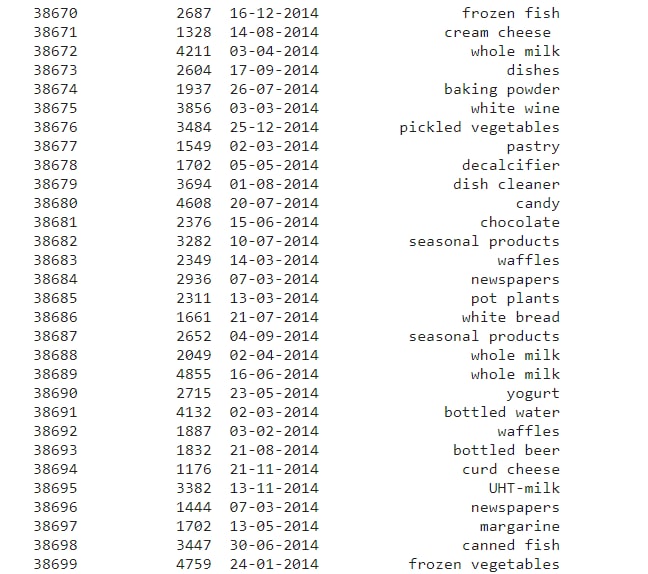 38670 2687 16-12-2014 frozen fish
38671 1328 14-08-2014 cream cheese
38672 4211 03-04-2014 whole milk
38673 2604 17-09-2014 dishes
38674 1937 26-07-2014 baking powder
38675 3856 03-03-2014 white wine
38676 3484 25-12-2014 pickled vegetables
38677 1549 02-03-2014 pastry
38678 1702 05-05-2014 decalcifier
38679 3694 01-08-2014 dish cleaner
38680 4608 20-07-2014 candy
38681 2376 15-06-2014 chocolate
38682 3282 10-07-2014 seasonal products
38683 2349 14-03-2014 waffles
38684 2936 07-03-2014 newspapers
38685 2311 13-03-2014 pot plants
38686 1661 21-07-2014 white bread
38687 2652 04-09-2014 seasonal products
38688 2049 02-04-2014 whole milk
38689 4855 16-06-2014 whole milk
38690 2715 23-05-2014 yogurt
38691 4132 02-03-2014 bottled water
38692 1887 03-02-2014 waffles
38693 1832 21-08-2014 bottled beer
38694 1176 21-11-2014 curd cheese
38695 3382 13-11-2014 UHT-milk
38696 1444 07-03-2014 newspapers
38697 1702 13-05-2014 margarine
38698 3447 30-06-2014 canned fish
38699 4759 24-01-2014 frozen vegetables